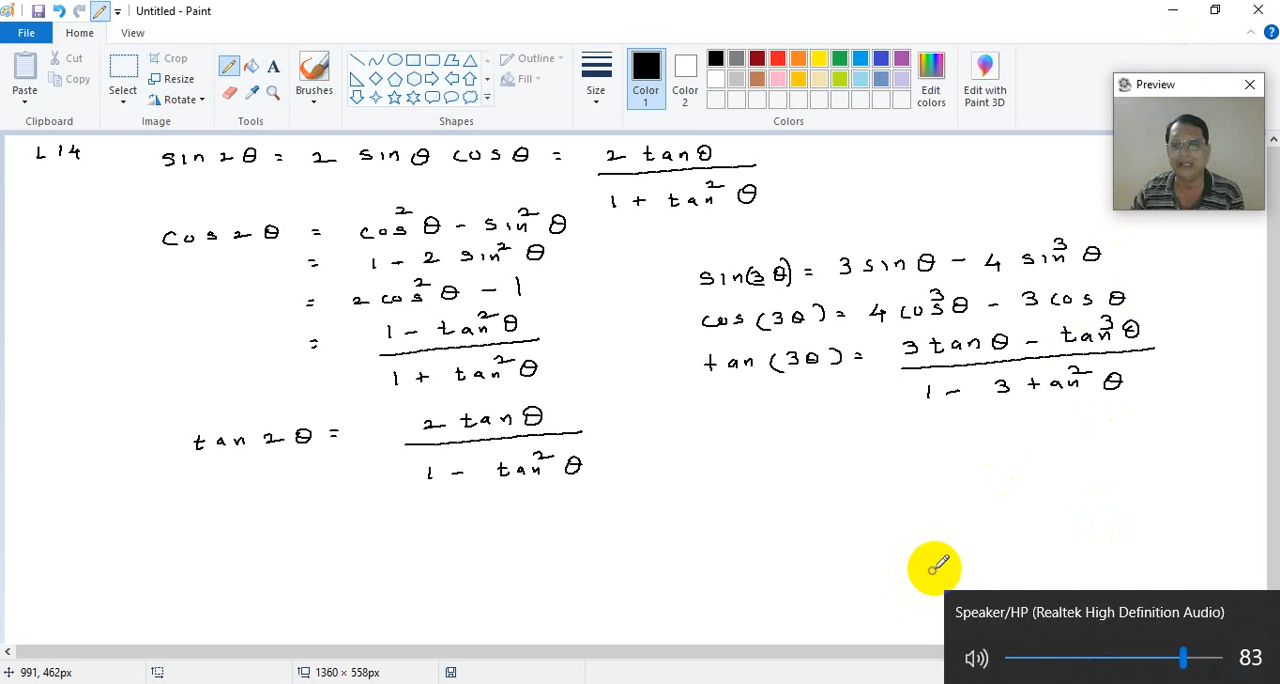 Untitled - Paint
File Home View
Paste Cut Copy
Clipboard
Select Crop Resize Rotate
Image
Tools
Brushes
Shapes
Outline Fill
Size
Color 1 Color 2
Colors
Edit colors
Edit with Paint 3D
Preview
L 14
sin 2θ = 2 sinθ cosθ = 2 tanθ / 1 + tan² θ
cos 2θ = cos² θ - sin² θ
= 1 - 2 sin² θ
= 2 cos² θ - 1
= 1 - tan² θ / 1 + tan² θ
tan 2θ = 2 tan θ / 1 - tan² θ
sin(3θ) = 3 sin θ - 4 sin³ θ
cos (3θ) = 4 cos³ θ - 3 cos θ
tan (3θ) = 3 tan θ - tan³ θ / 1 - 3 tan² θ
Speaker/HP (Realtek High Definition Audio)
83
991, 462px
1360 × 558px